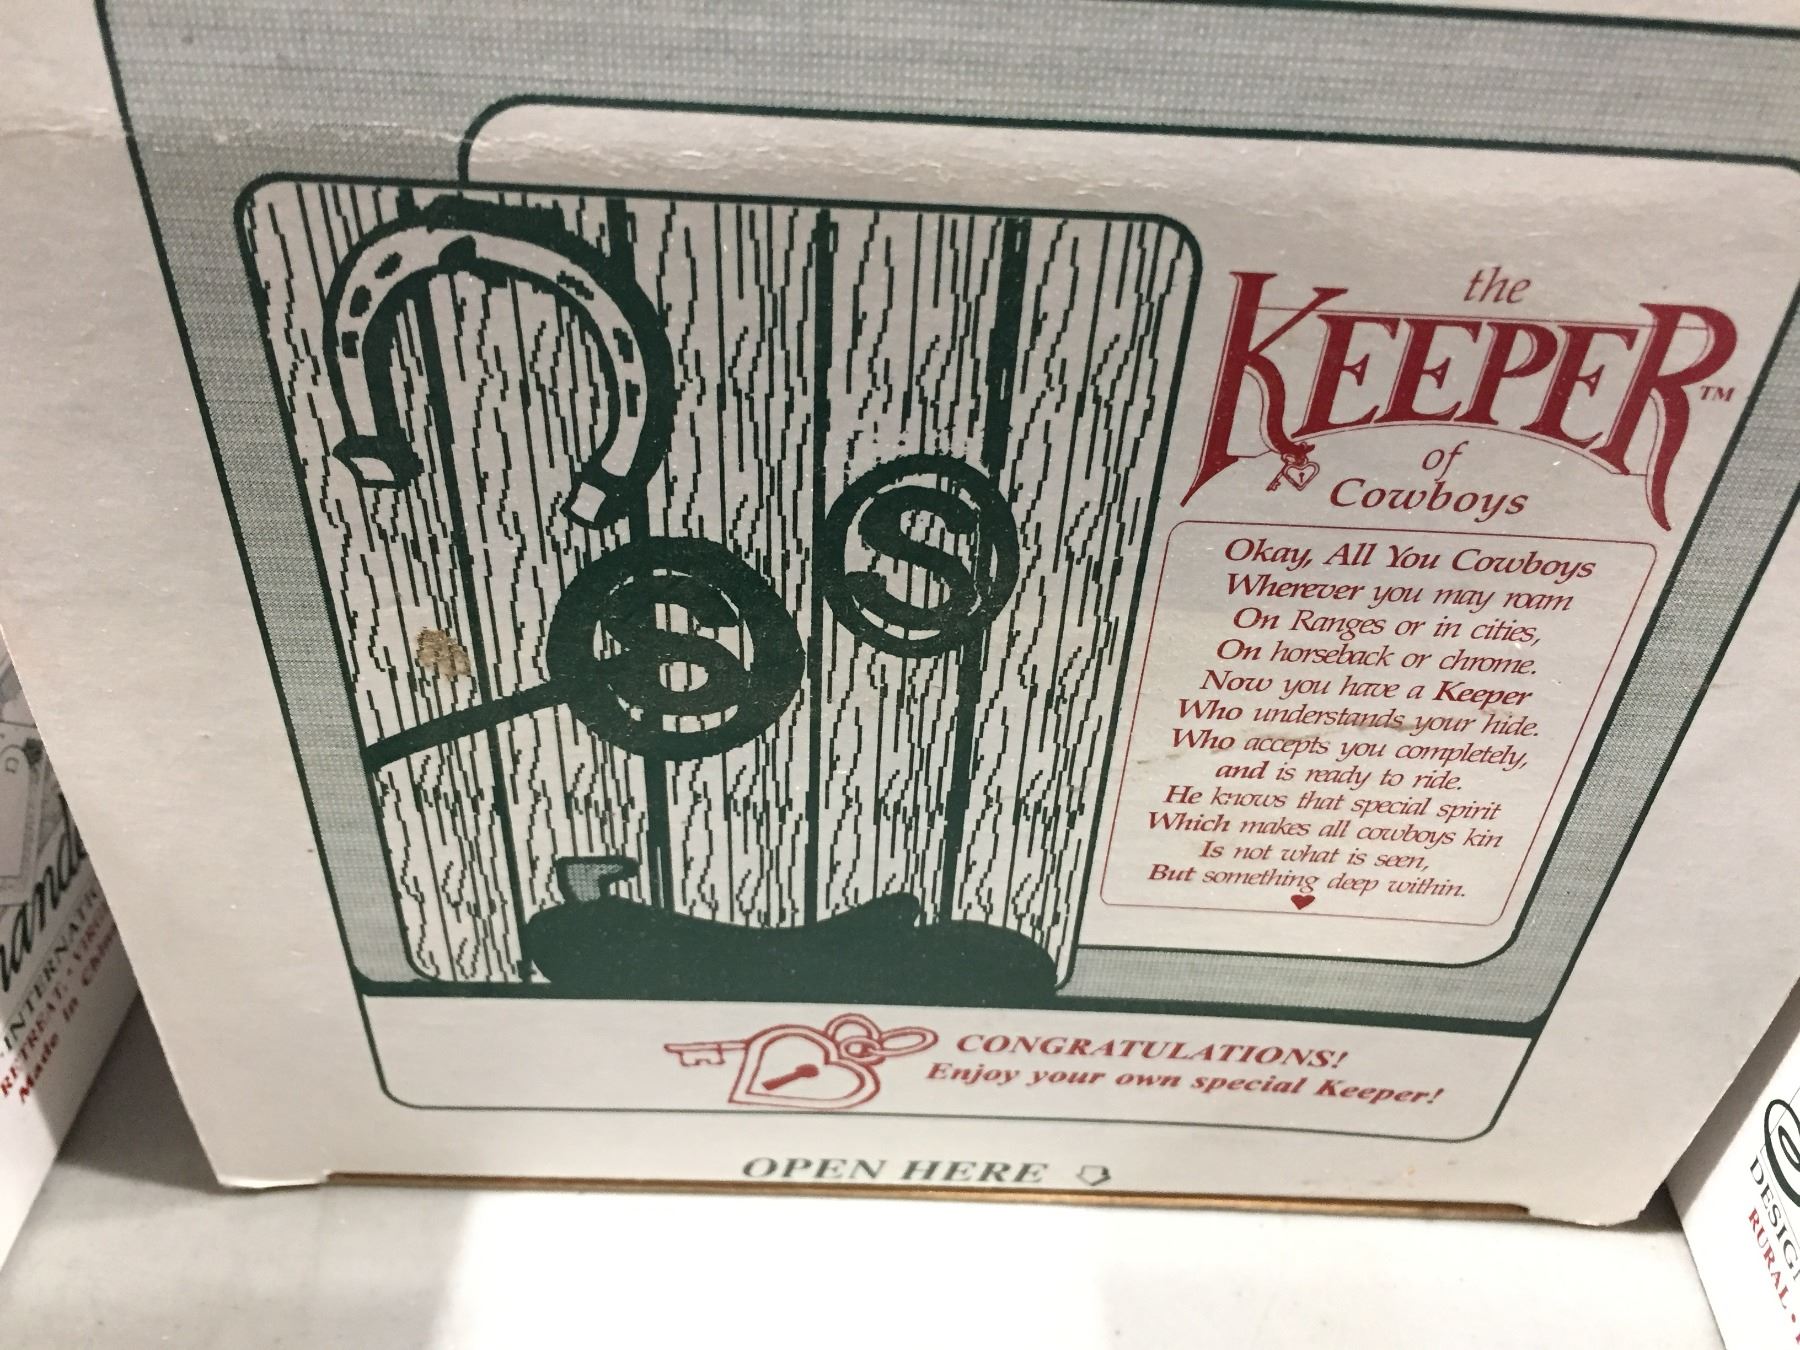 the
KEEPER™
of
Cowboys
Okay, All You Cowboys
Wherever you may roam
On Ranges or in cities,
On horseback or chrome.
Now you have a Keeper
Who understands your hide.
Who accepts you completely,
and is ready to ride.
He knows that special spirit
Which makes all cowboys kin
Is not what is seen,
But something deep within.
S
S
CONGRATULATIONS!
Enjoy your own special Keeper!
OPEN HERE
Made in
RURAL